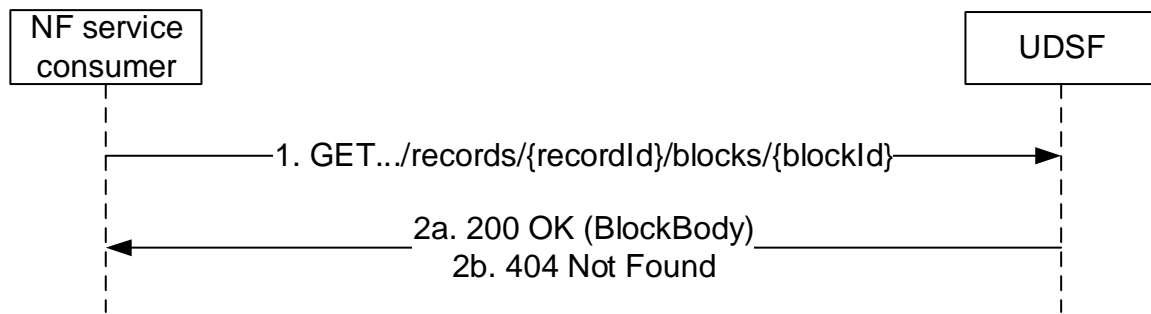 NF service
consumer
UDSF
1. GET.../records/{recordId}/blocks/{blockId}
2a. 200 OK (BlockBody)
2b. 404 Not Found